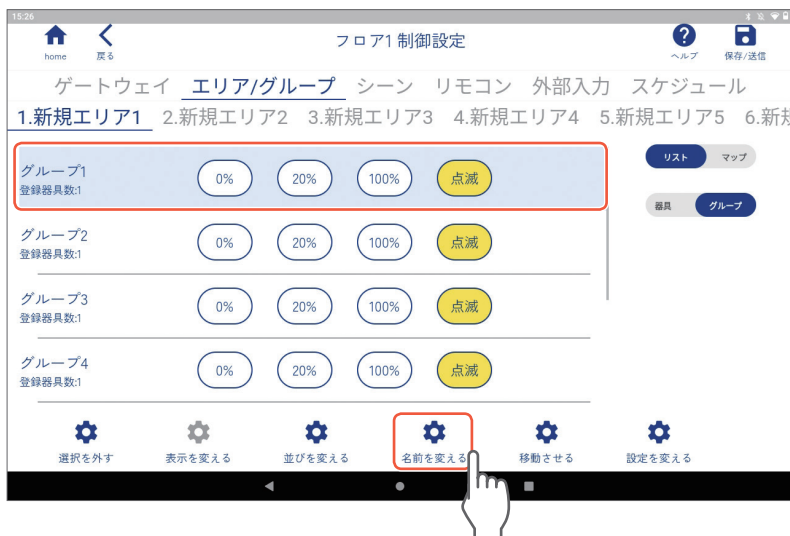 15:26
フロア1 制御設定
home 戻る ヘルプ 保存/送信
ゲートウェイ エリア/グループ シーン リモコン 外部入力 スケジュール
1.新規エリア1 2.新規エリア2 3.新規エリア3 4.新規エリア4 5.新規エリア5 6.新規
リスト マップ
器具 グループ
グループ1
登録器具数:1
0% 20% 100% 点滅
グループ2
登録器具数:1
0% 20% 100% 点滅
グループ3
登録器具数:1
0% 20% 100% 点滅
グループ4
登録器具数:1
0% 20% 100% 点滅
選択を外す 表示を変える 並びを変える 名前を変える 移動させる 設定を変える